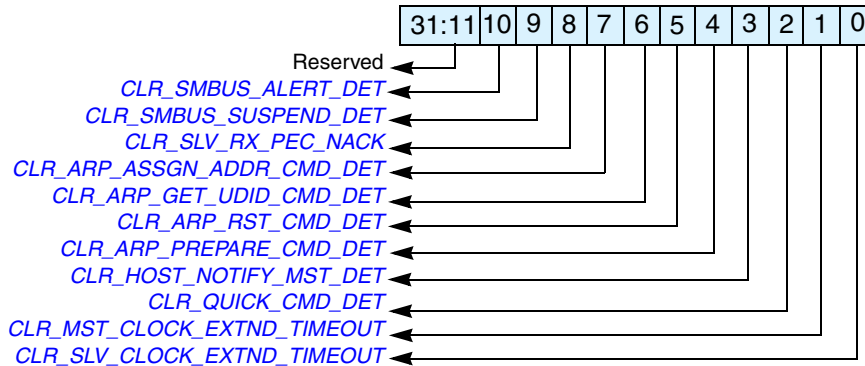 31:11 10 9 8 7 6 5 4 3 2 1 0
Reserved
CLR_SMBUS_ALERT_DET
CLR_SMBUS_SUSPEND_DET
CLR_SLV_RX_PEC_NACK
CLR_ARP_ASSGN_ADDR_CMD_DET
CLR_ARP_GET_UDID_CMD_DET
CLR_ARP_RST_CMD_DET
CLR_ARP_PREPARE_CMD_DET
CLR_HOST_NOTIFY_MST_DET
CLR_QUICK_CMD_DET
CLR_MST_CLOCK_EXTND_TIMEOUT
CLR_SLV_CLOCK_EXTND_TIMEOUT